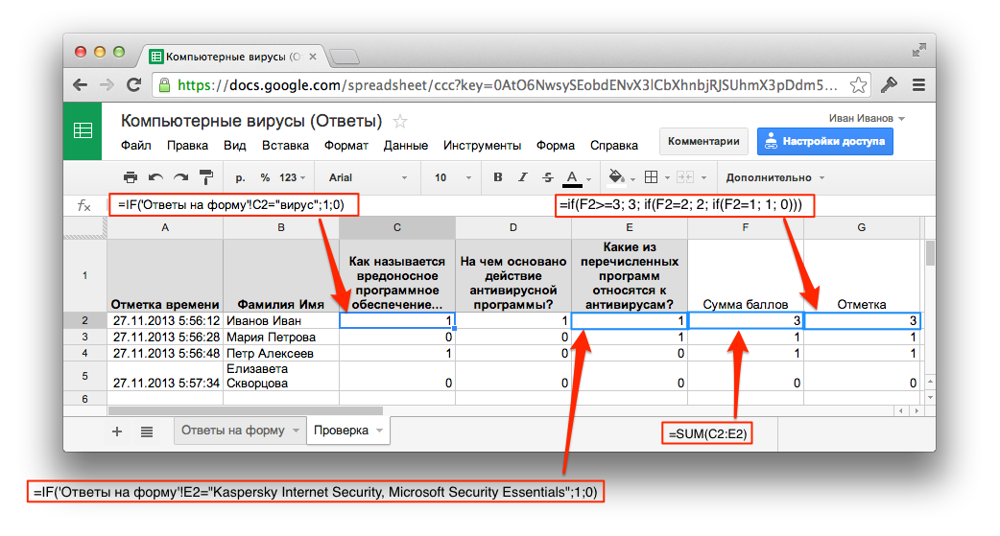 Компьютерные вирусы (О
https://docs.google.com/spreadsheet/ccc?key=0AtO6NwsySEobdENvX3lCbXhnbjRJSUhmX3pDdm5...
Компьютерные вирусы (Ответы)
Иван Иванов
Файл Правка Вид Вставка Формат Данные Инструменты Форма Справка
Комментарии
Настройки доступа
р. % 123 Arial 10 B I S A Дополнительно
fx
=IF('Ответы на форму'!C2="вирус";1;0)
=if(F2>=3; 3; if(F2=2; 2; if(F2=1; 1; 0)))
A B C D E F G
1
Отметка времени
Фамилия Имя
Как называется
вредоносное
программное
обеспечение...
На чем основано
действие
антивирусной
программы?
Какие из
перечисленных
программ
относятся к
антивирусам?
Сумма баллов
Отметка
2 27.11.2013 5:56:12 Иванов Иван 1 1 1 3 3
3 27.11.2013 5:56:28 Мария Петрова 0 0 1 1 1
4 27.11.2013 5:56:48 Петр Алексеев 1 0 0 1 1
5 27.11.2013 5:57:34 Елизавета
Скворцова 0 0 0 0 0
6
Ответы на форму
Проверка
=SUM(C2:E2)
=IF('Ответы на форму'!E2="Kaspersky Internet Security, Microsoft Security Essentials";1;0)